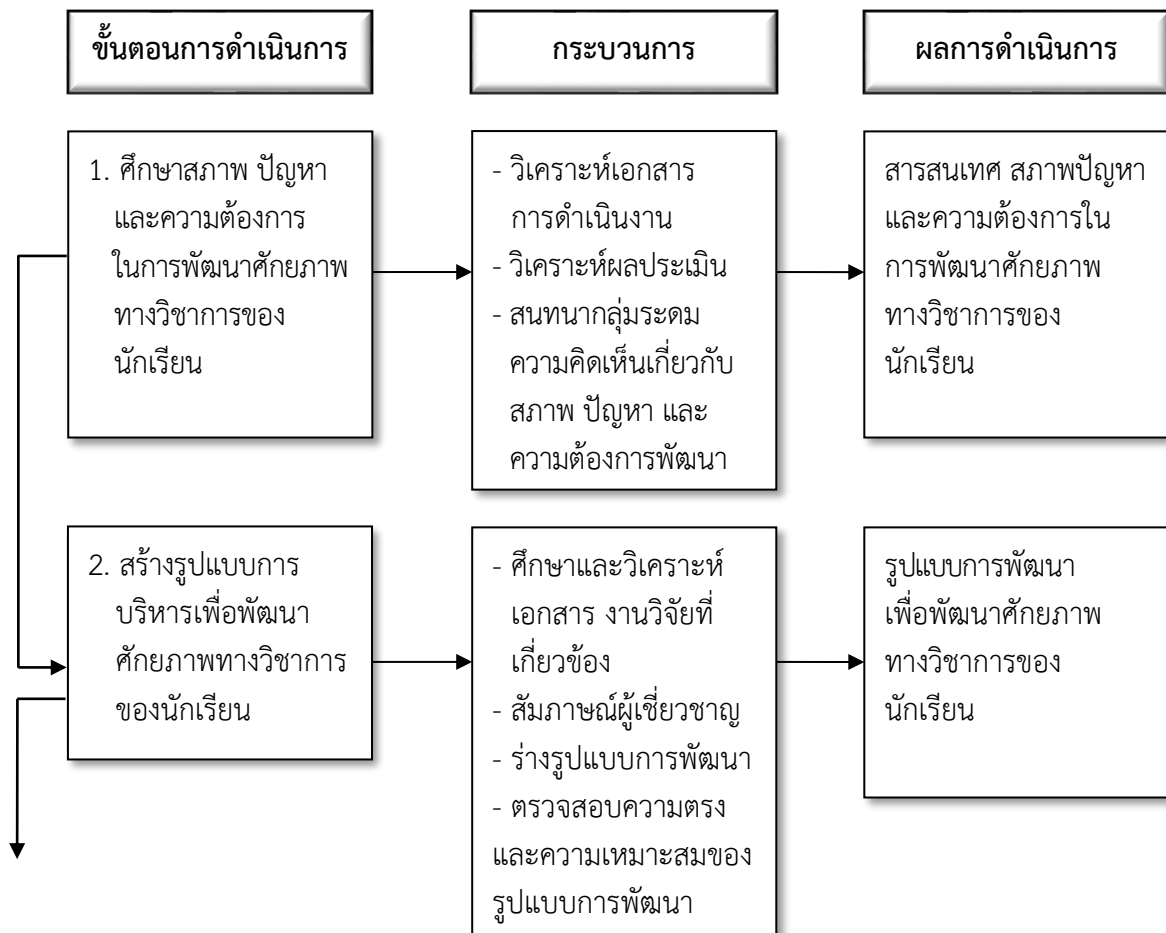 ขั้นตอนการดำเนินการ
กระบวนการ
ผลการดำเนินการ
1. ศึกษาสภาพ ปัญหา
และความต้องการ
ในการพัฒนาศักยภาพ
ทางวิชาการของ
นักเรียน
- วิเคราะห์เอกสาร
การดำเนินงาน
- วิเคราะห์ผลประเมิน
- สนทนากลุ่มระดม
ความคิดเห็นเกี่ยวกับ
สภาพ ปัญหา และ
ความต้องการพัฒนา
สารสนเทศ สภาพปัญหา
และความต้องการใน
การพัฒนาศักยภาพ
ทางวิชาการของ
นักเรียน
2. สร้างรูปแบบการ
บริหารเพื่อพัฒนา
ศักยภาพทางวิชาการ
ของนักเรียน
- ศึกษาและวิเคราะห์
เอกสาร งานวิจัยที่
เกี่ยวข้อง
- สัมภาษณ์ผู้เชี่ยวชาญ
- ร่างรูปแบบการพัฒนา
- ตรวจสอบความตรง
และความเหมาะสมของ
รูปแบบการพัฒนา
รูปแบบการพัฒนา
เพื่อพัฒนาศักยภาพ
ทางวิชาการของ
นักเรียน